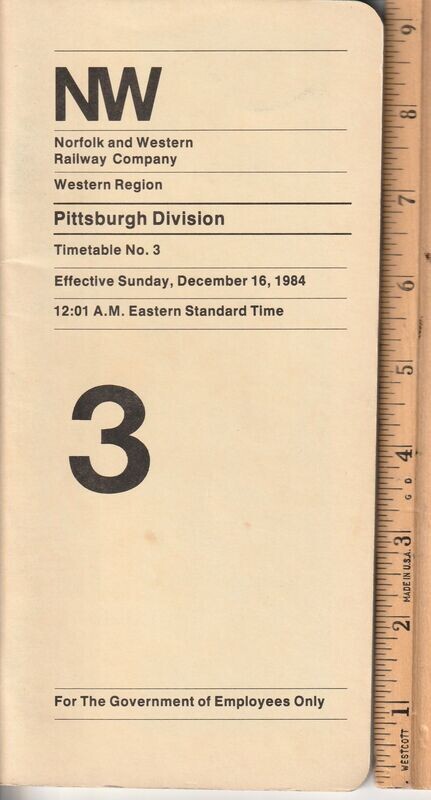 NW
Norfolk and Western
Railway Company
Western Region
Pittsburgh Division
Timetable No. 3
Effective Sunday, December 16, 1984
12:01 A.M. Eastern Standard Time
3
For The Government of Employees Only
9
8
7
6
5
4
G D
3
MADE IN U.S.A.
2
1
WESTCOTT